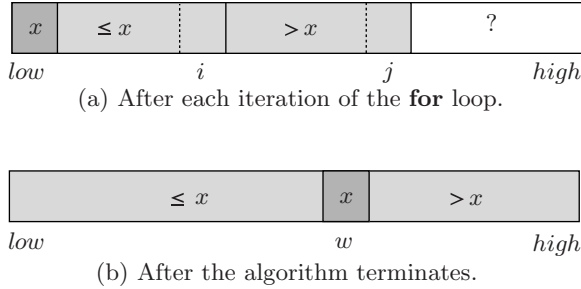 x ≤ x > x ?
low i j high
(a) After each iteration of the for loop.
≤ x x > x
low w high
(b) After the algorithm terminates.